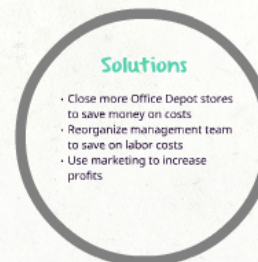 Solutions
· Close more Office Depot stores
to save money on costs
· Reorganize management team
to save on labor costs
· Use marketing to increase
profits